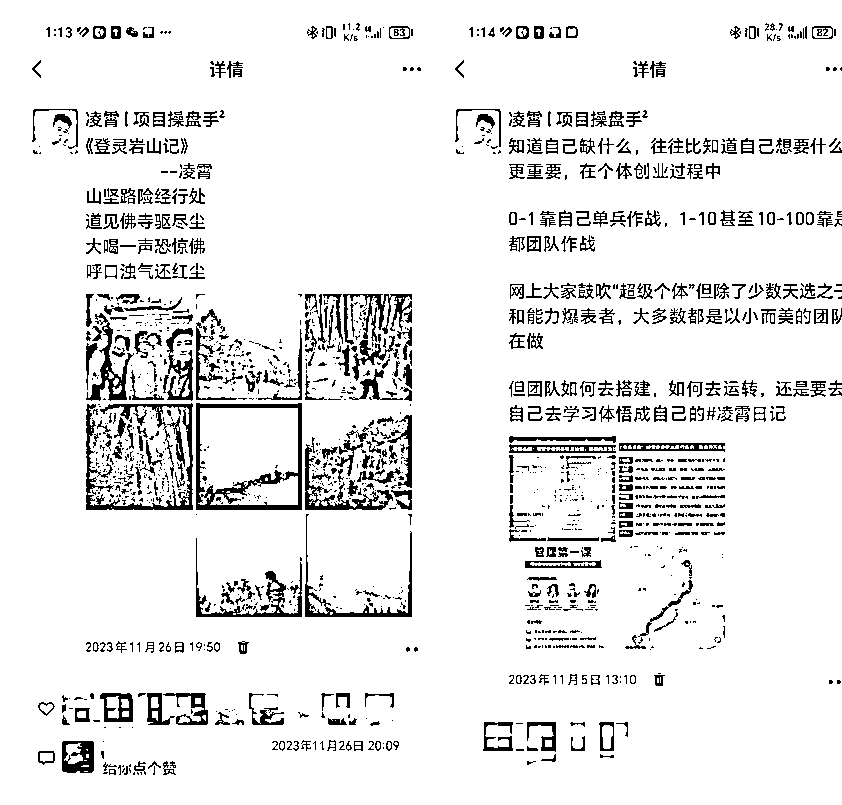 1:13
11.2 K/s
83
详情
凌霄 | 项目操盘手²
《登灵岩山记》
--凌霄
山坚路险经行处
道见佛寺驱尽尘
大喝一声恐惊佛
呼口浊气还红尘
2023年11月26日 19:50
2023年11月26日 20:09
给你点个赞
1:14
28.7 K/s
82
详情
凌霄 | 项目操盘手²
知道自己缺什么，往往比知道自己想要什么
更重要，在个体创业过程中
0-1靠自己单兵作战，1-10甚至10-100靠是
都团队作战
网上大家鼓吹“超级个体”但除了少数天选之子
和能力爆表者，大多数都是以小而美的团队
在做
但团队如何去搭建，如何去运转，还是要去
自己去学习体悟成自己的#凌霄日记
管理第一课
2023年11月5日 13:10